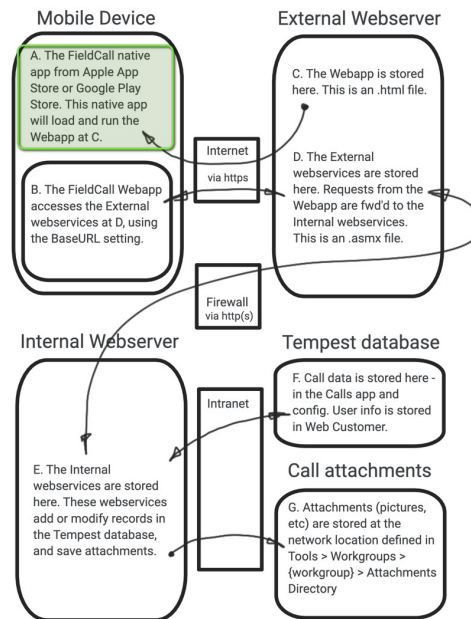 Mobile Device
A. The FieldCall native
app from Apple App
Store or Google Play
Store. This native app
will load and run the
Webapp at C.
B. The FieldCall Webapp
accesses the External
webservices at D, using
the BaseURL setting.
External Webserver
C. The Webapp is stored
here. This is an .html file.
D. The External
webservices are stored
here. Requests from the
Webapp are fwd'd to the
Internal webservices.
This is an .asmx file.
Internet
via https
Firewall
via http(s)
Internal Webserver
E. The Internal
webservices are stored
here. These webservices
add or modify records in
the Tempest database,
and save attachments.
Intranet
Tempest database
F. Call data is stored here -
in the Calls app and
config. User info is stored
in Web Customer.
Call attachments
G. Attachments (pictures,
etc) are stored at the
network location defined in
Tools > Workgroups >
{workgroup} > Attachments
Directory